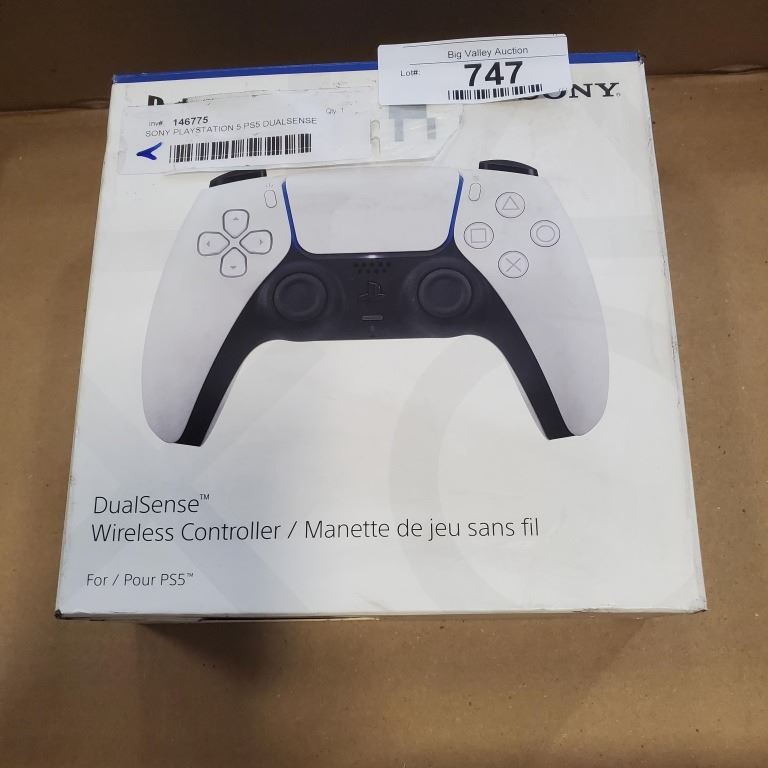 Big Valley Auction
Lot#: 747
SONY®
Inv#: 146775 Qty: 1
SONY PLAYSTATION 5 PS5 DUALSENSE
DualSense™
Wireless Controller / Manette de jeu sans fil
For / Pour PS5™